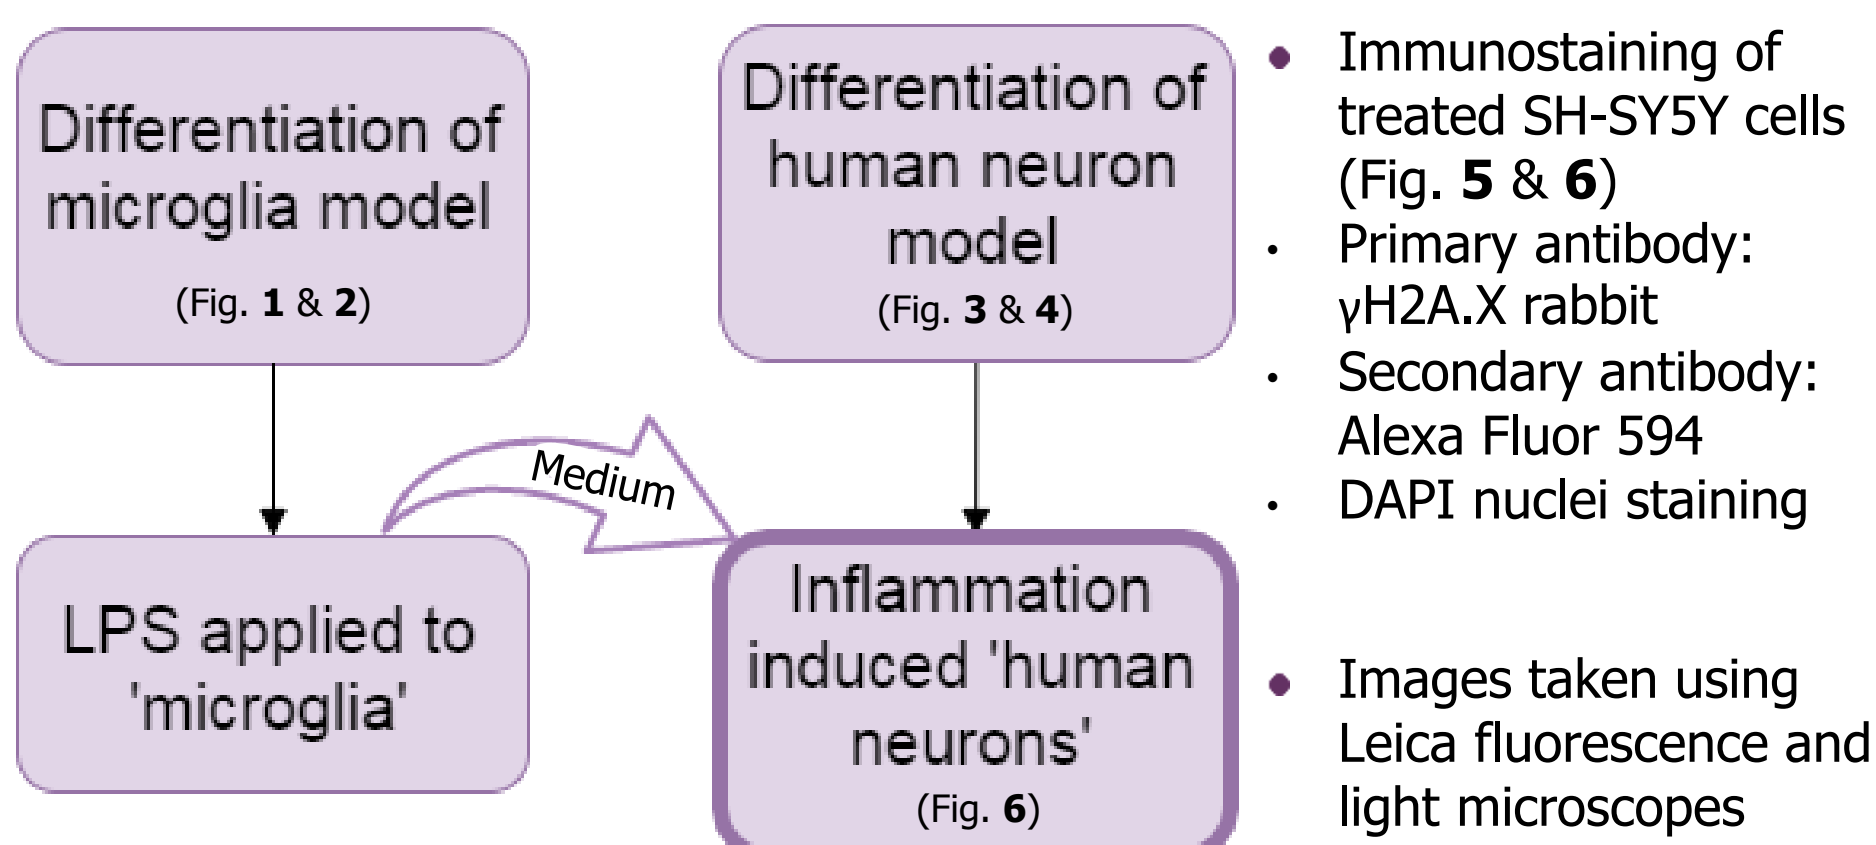 Differentiation of
microglia model
(Fig. 1 & 2)
Differentiation of
human neuron
model
(Fig. 3 & 4)
Medium
LPS applied to
'microglia'
Inflammation
induced 'human
neurons'
(Fig. 6)
• Immunostaining of
treated SH-SY5Y cells
(Fig. 5 & 6)
• Primary antibody:
γH2A.X rabbit
• Secondary antibody:
Alexa Fluor 594
• DAPI nuclei staining
• Images taken using
Leica fluorescence and
light microscopes